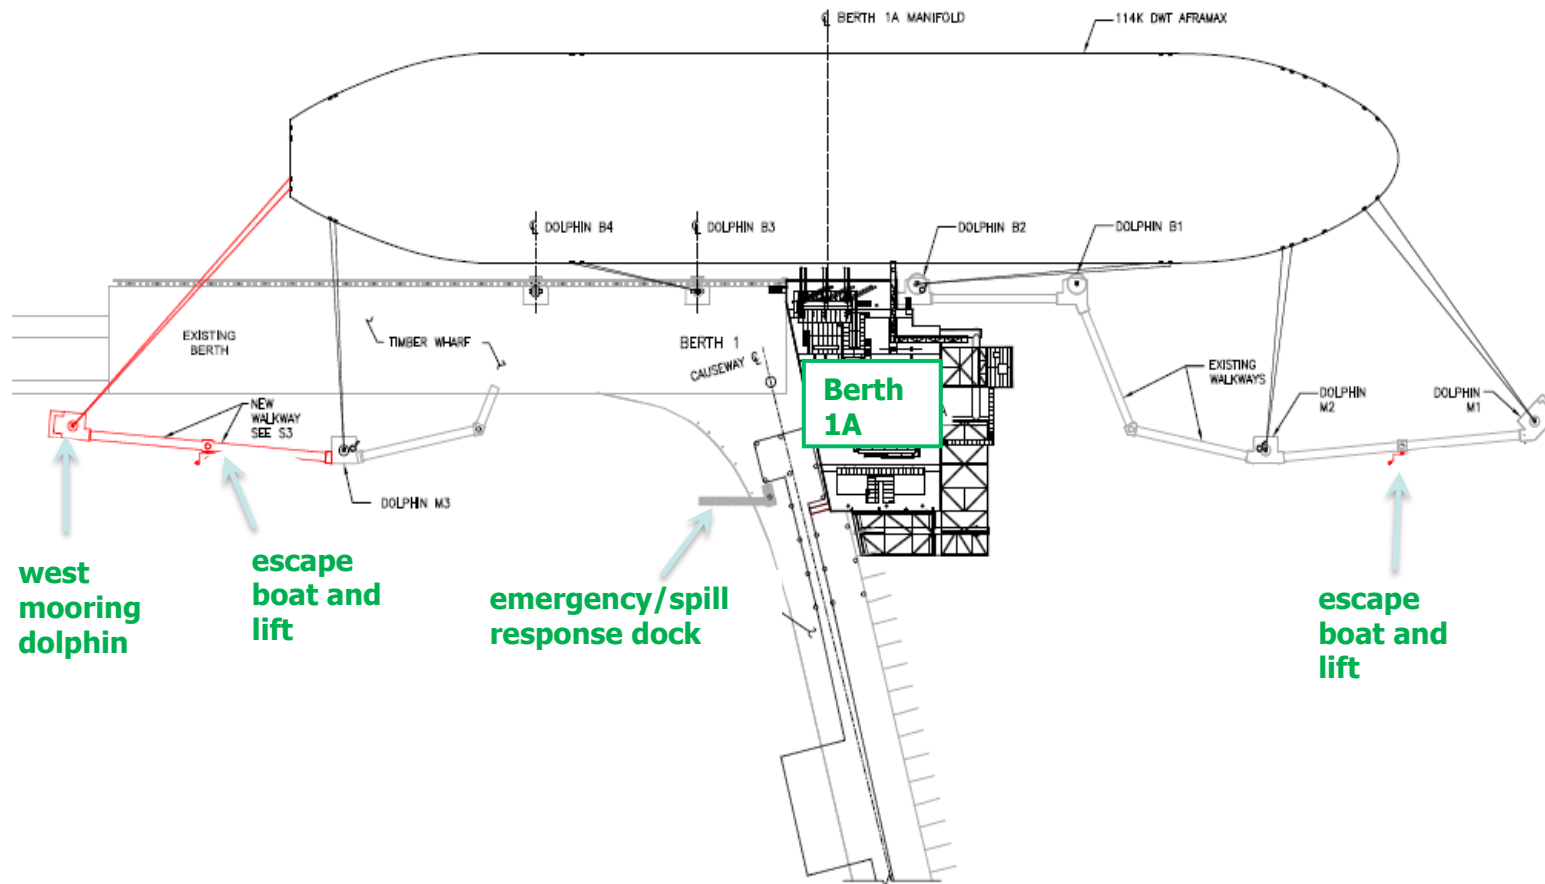 ℄ BERTH 1A MANIFOLD
114K DWT AFRAMAX
℄ DOLPHIN B4
℄ DOLPHIN B3
DOLPHIN B2
DOLPHIN B1
EXISTING
BERTH
TIMBER WHARF
BERTH 1
CAUSEWAY ℄
Berth
1A
EXISTING
WALKWAYS
DOLPHIN
M2
DOLPHIN
M1
NEW
WALKWAY
SEE S3
DOLPHIN M3
west
mooring
dolphin
escape
boat and
lift
emergency/spill
response dock
escape
boat and
lift